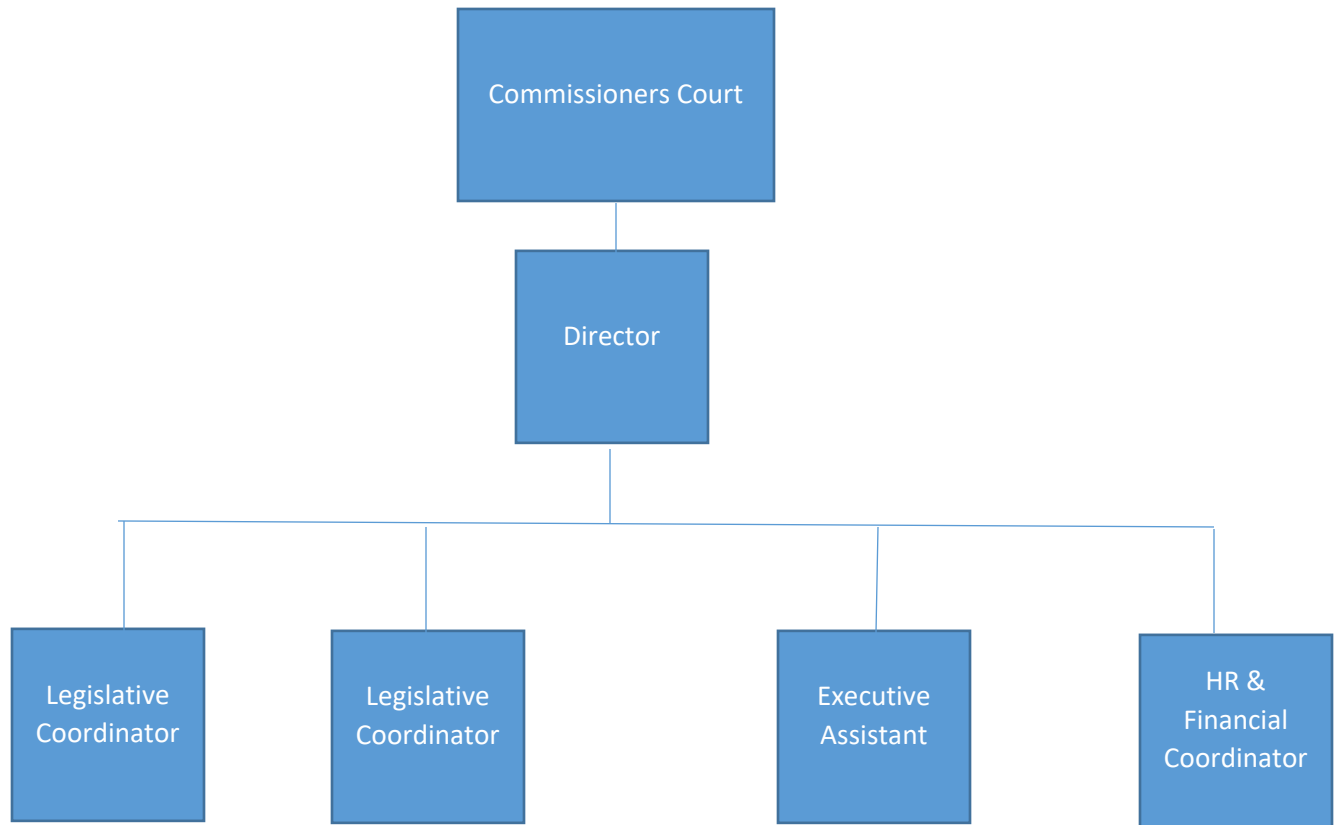 Commissioners Court
Director
Legislative
Coordinator
Legislative
Coordinator
Executive
Assistant
HR &
Financial
Coordinator